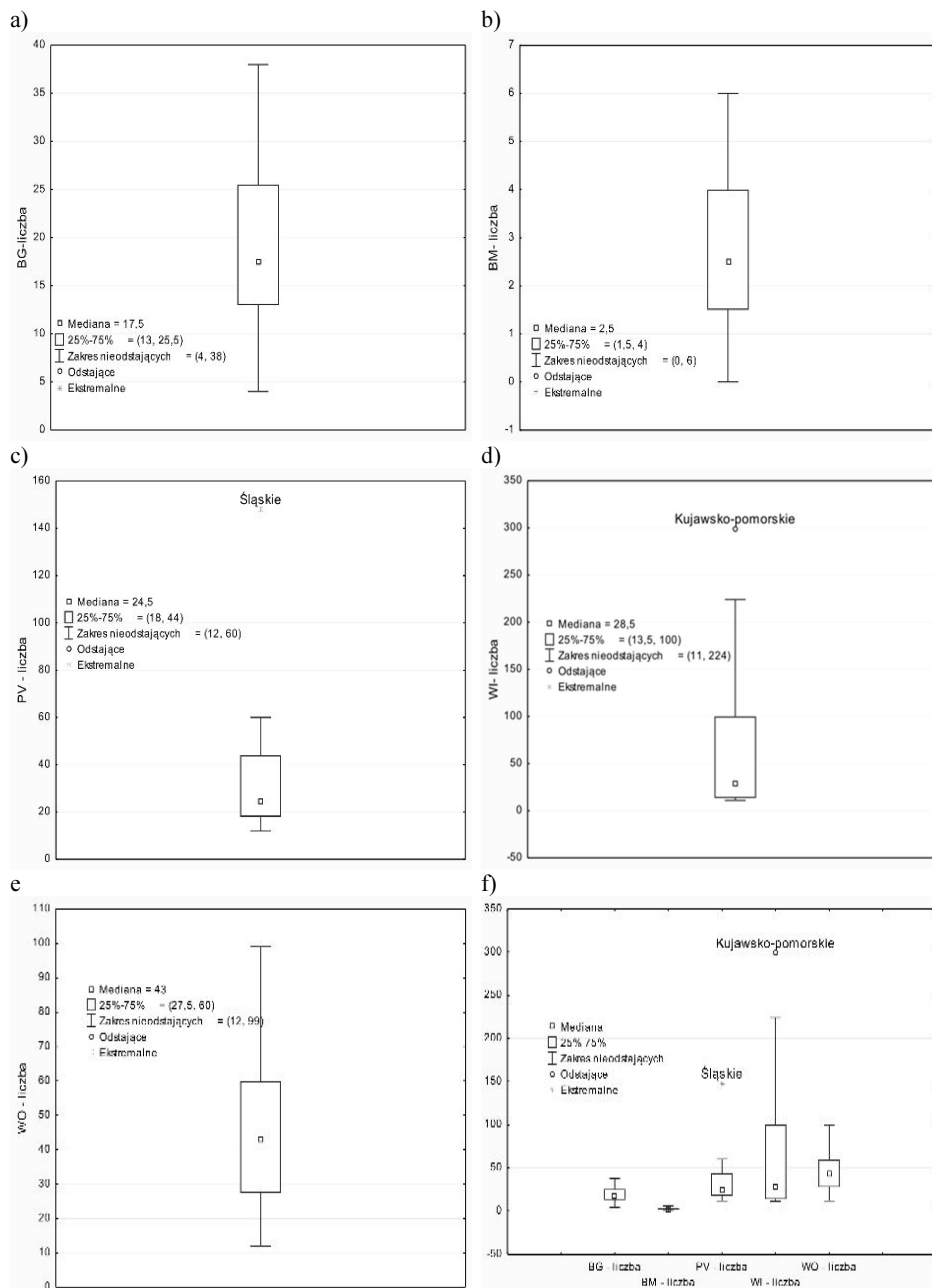 a)
40
35
30
25
20
15
10
5
0
BG-liczba
Mediana = 17,5
25%-75% = (13, 25,5)
Zakres nieodstających = (4, 38)
Odstające
Ekstremalne
b)
7
6
5
4
3
2
1
0
-1
BM- liczba
Mediana = 2,5
25%-75% = (1,5, 4)
Zakres nieodstających = (0, 6)
Odstające
Ekstremalne
c)
160
140
120
100
80
60
40
20
0
PV - liczba
Śląskie
Mediana = 24,5
25%-75% = (18, 44)
Zakres nieodstających = (12, 60)
Odstające
Ekstremalne
d)
350
300
250
200
150
100
50
0
-50
WI- liczba
Kujawsko-pomorskie
Mediana = 28,5
25%-75% = (13,5, 100)
Zakres nieodstających = (11, 224)
Odstające
Ekstremalne
e
110
100
90
80
70
60
50
40
30
20
10
0
WO - liczba
Mediana = 43
25%-75% = (27,5, 60)
Zakres nieodstających = (12, 99)
Odstające
Ekstremalne
f)
350
300
250
200
150
100
50
0
-50
Kujawsko-pomorskie
Mediana
25% 75%
Zakres nieodstających
Odstające
Ekstremalne
Śląskie
BG - liczba
BM - liczba
PV - liczba
WI - liczba
WO - liczba